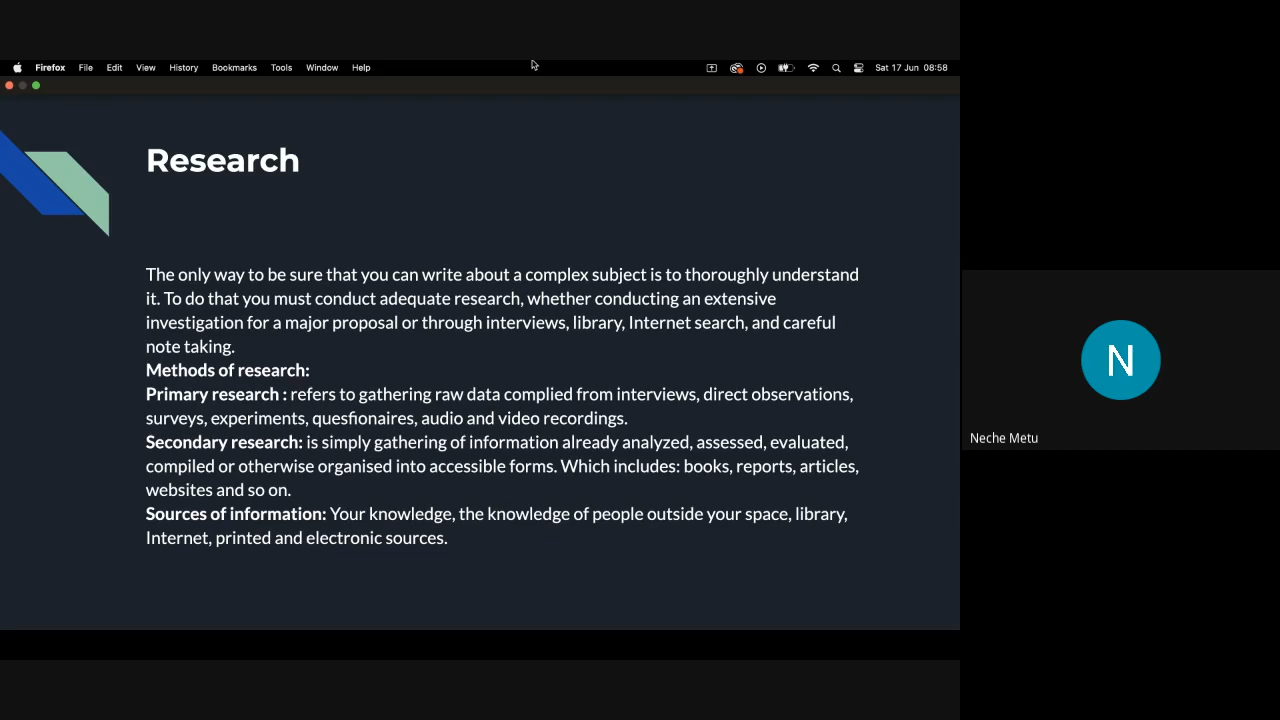 Firefox File Edit View History Bookmarks Tools Window Help Sat 17 Jun 08:58
Research
The only way to be sure that you can write about a complex subject is to thoroughly understand
it. To do that you must conduct adequate research, whether conducting an extensive
investigation for a major proposal or through interviews, library, Internet search, and careful
note taking.
Methods of research:
Primary research : refers to gathering raw data complied from interviews, direct observations,
surveys, experiments, quesfionaires, audio and video recordings.
Secondary research: is simply gathering of information already analyzed, assessed, evaluated,
compiled or otherwise organised into accessible forms. Which includes: books, reports, articles,
websites and so on.
Sources of information: Your knowledge, the knowledge of people outside your space, library,
Internet, printed and electronic sources.
N
Neche Metu